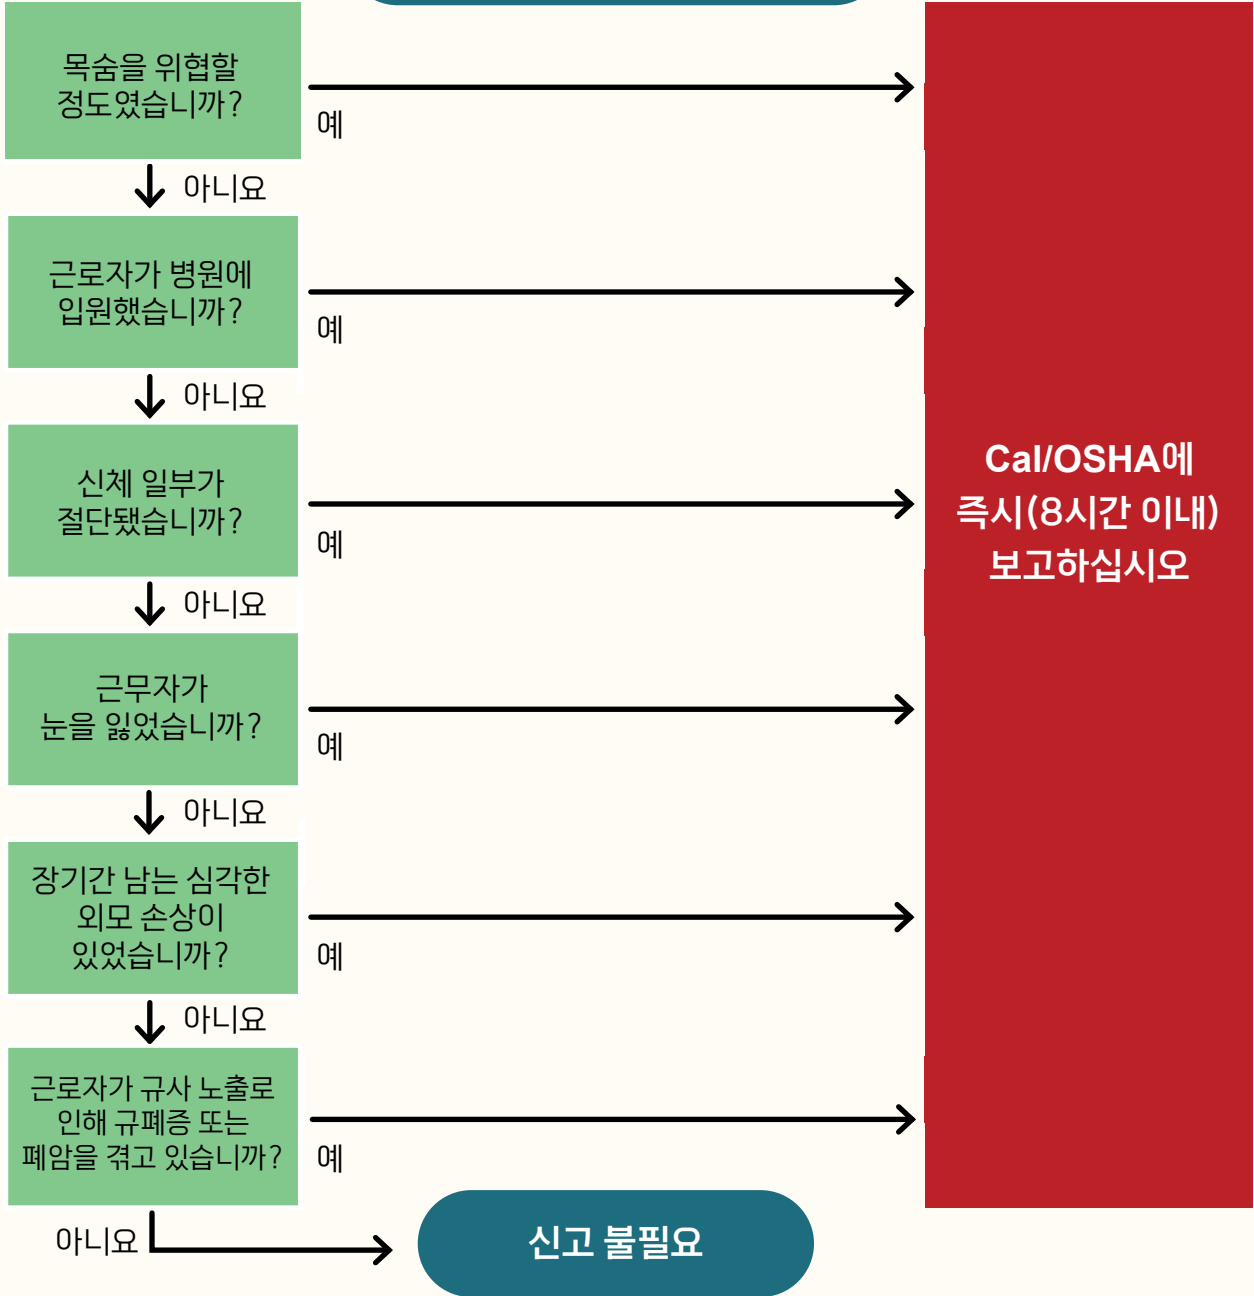 목숨을 위협할
정도였습니까?
예
아니요
근로자가 병원에
입원했습니까?
예
아니요
신체 일부가
절단됐습니까?
예
아니요
근무자가
눈을 잃었습니까?
예
아니요
장기간 남는 심각한
외모 손상이
있었습니까?
예
아니요
근로자가 규사 노출로
인해 규폐증 또는
폐암을 겪고 있습니까?
예
아니요
신고 불필요
Cal/OSHA에
즉시(8시간 이내)
보고하십시오